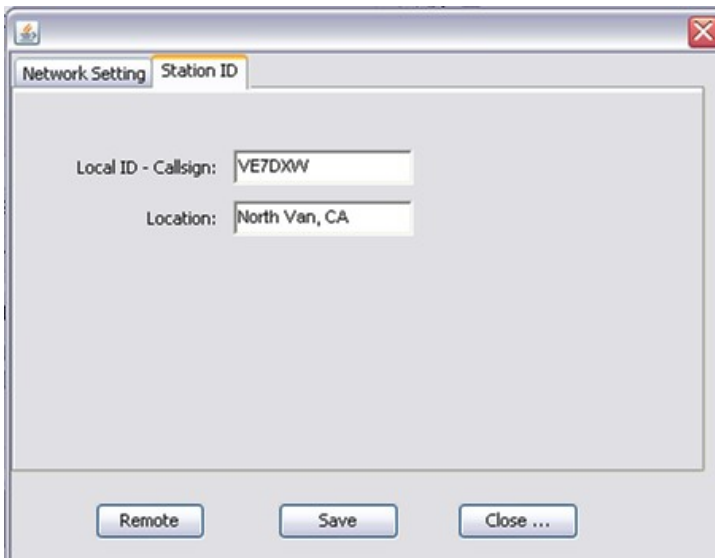 Network Setting Station ID
Local ID - Callsign: VE7DXW
Location: North Van, CA
Remote Save Close ...